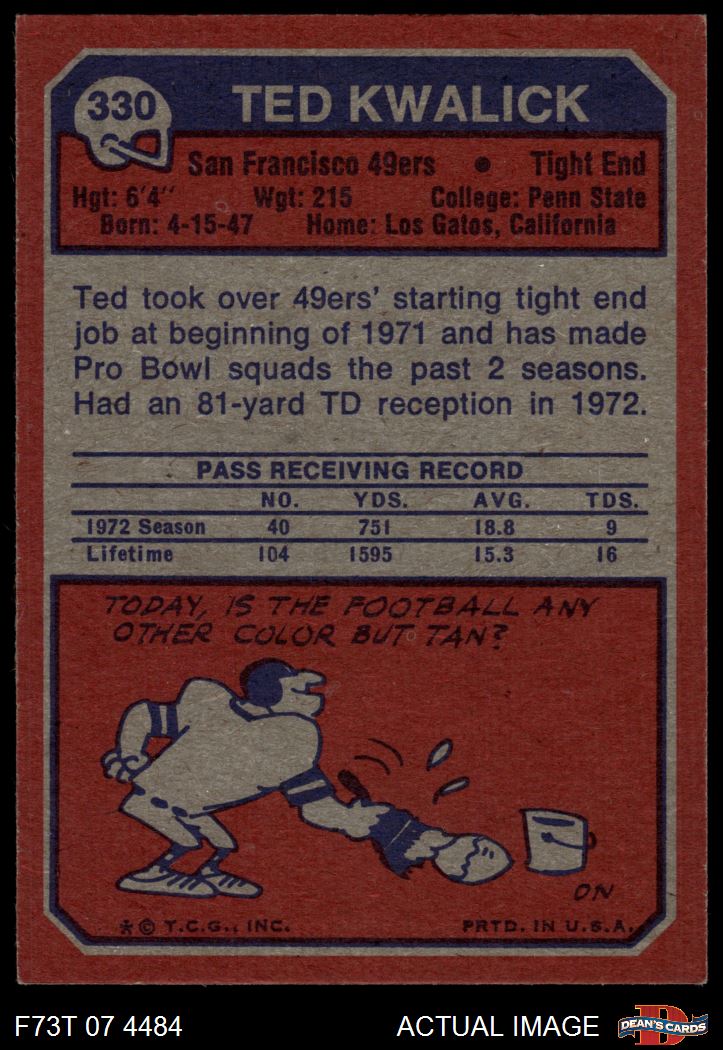 330
TED KWALICK
San Francisco 49ers • Tight End
Hgt: 6'4" Wgt: 215 College: Penn State
Born: 4-15-47 Home: Los Gatos, California
Ted took over 49ers' starting tight end
job at beginning of 1971 and has made
Pro Bowl squads the past 2 seasons.
Had an 81-yard TD reception in 1972.
PASS RECEIVING RECORD
NO. YDS. AVG. TDS.
1972 Season 40 751 18.8 9
Lifetime 104 1595 15.3 16
TODAY, IS THE FOOTBALL ANY
OTHER COLOR BUT TAN?
ON
* © T.C.G., INC. PRTD. IN U.S.A.
F73T 07 4484 ACTUAL IMAGE D DEAN'S CARDS